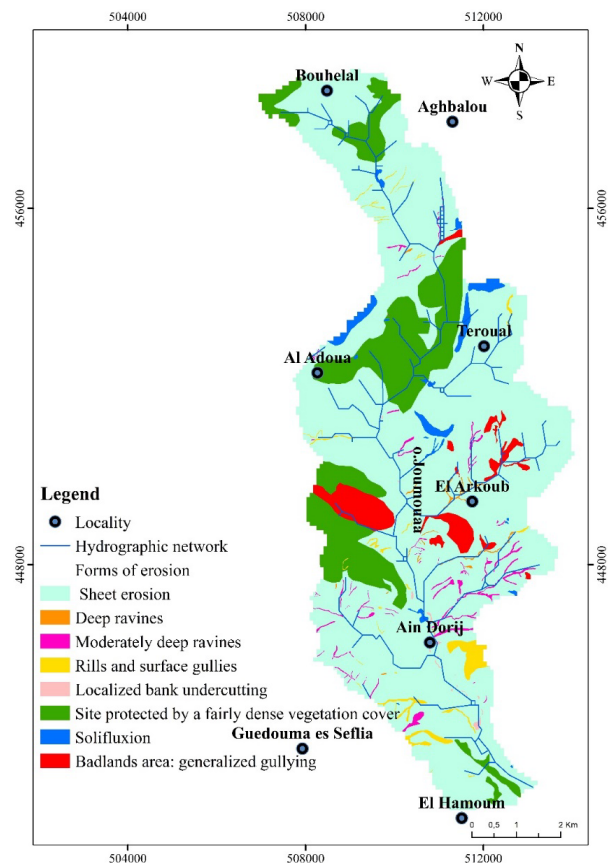 504000 508000 512000
N
W E
S
Bouhelal
Aghbalou
456000 456000
Teroual
Al Adoua
o.Joumouaa
El Arkoub
Legend
Locality
Hydrographic network
Forms of erosion
Sheet erosion
Deep ravines
Moderately deep ravines
Rills and surface gullies
Localized bank undercutting
Site protected by a fairly dense vegetation cover
Solifluxion
Badlands area: generalized gullying
448000 448000
Ain Dorij
Guedouma es Seflia
El Hamoum
0 0,5 1 2 Km
504000 508000 512000